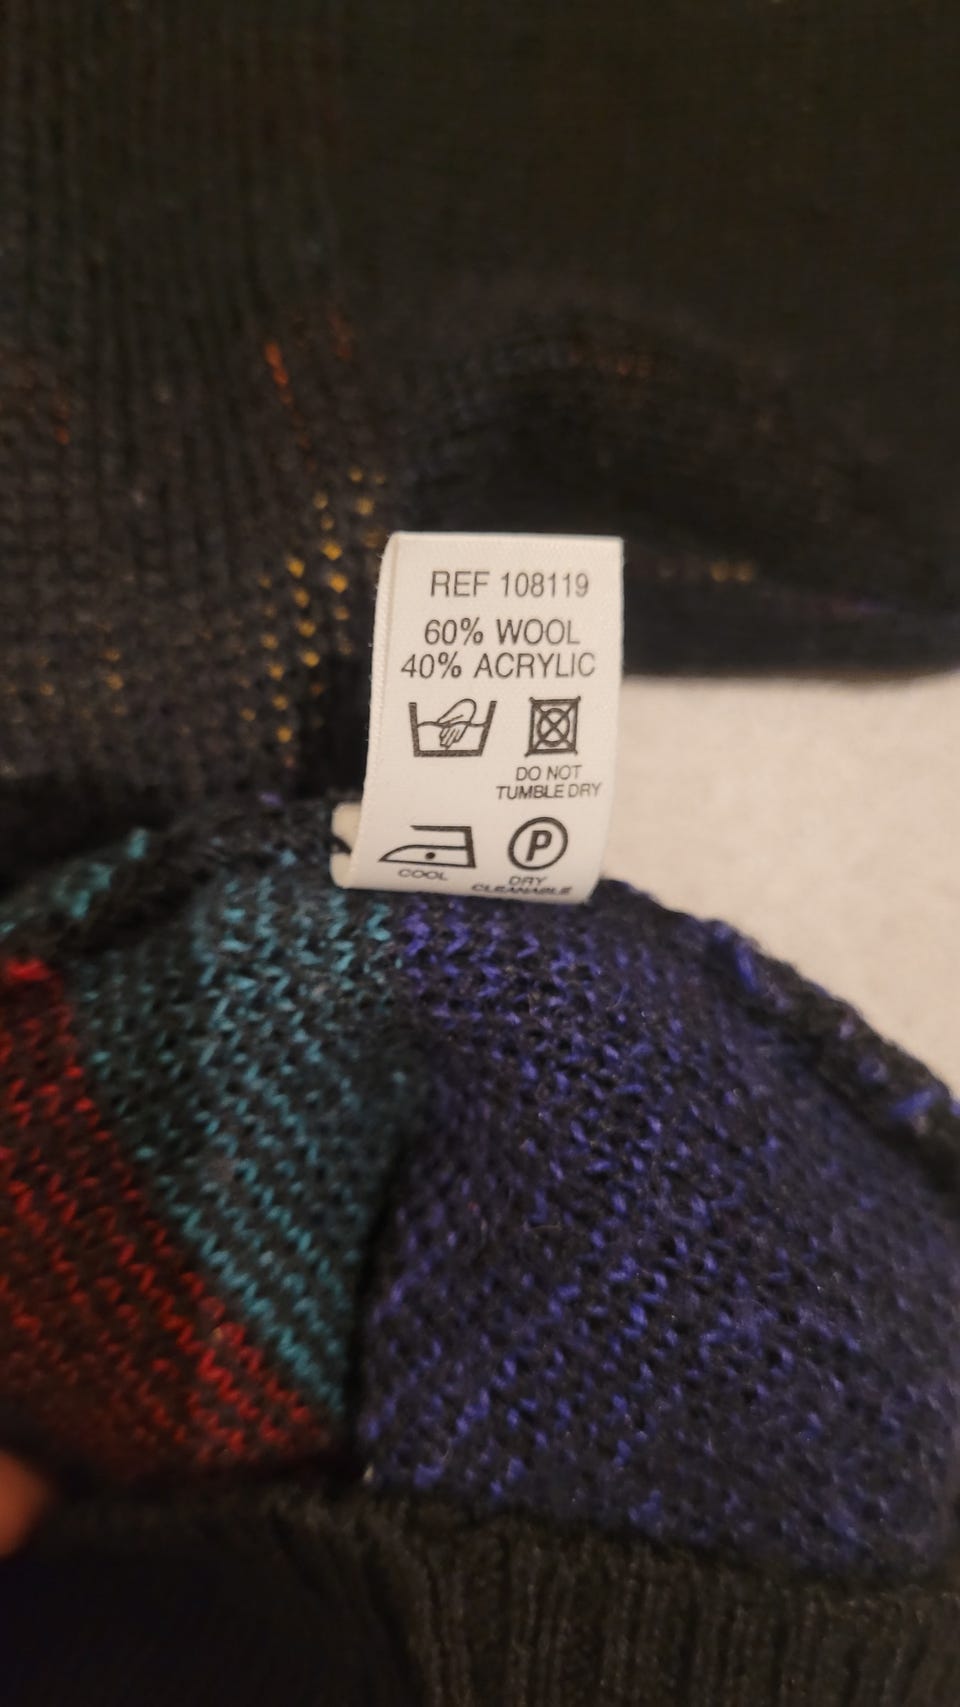 REF 108119
60% WOOL
40% ACRYLIC
DO NOT
TUMBLE DRY
P
COOL
DRY
CLEANABLE